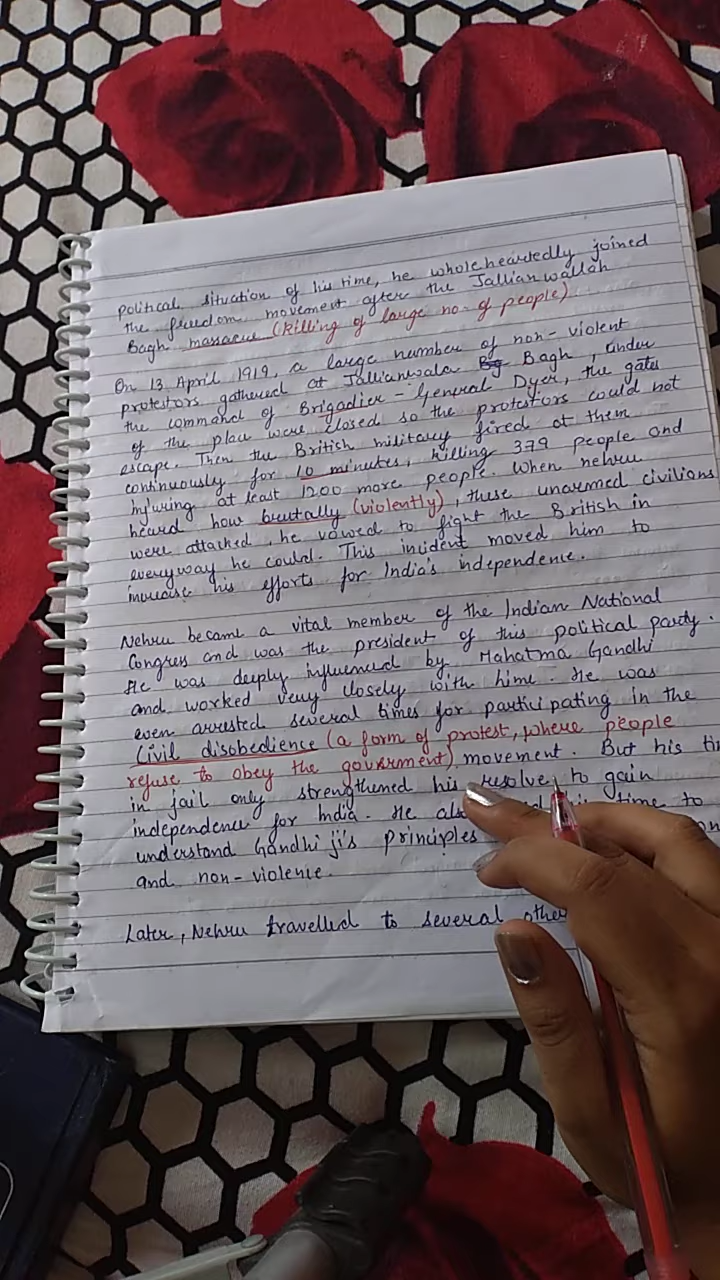 political situation of his time, he wholeheartedly joined
the freedom movement after the Jallianwallah
Bagh massacre (killing of large no. of people)
On 13 April 1919, a large number of non-violent
protestors gathered at Jallianwala Bagh, under
the command of Brigadier-General Dyer, the gates
of the place were closed so the protestors could not
escape. Then the British military fired at them
continuously for 10 minutes, killing 379 people and
injuring at least 1200 more people. When nehru
heard how brutally (violently), these unarmed civilions
were attached, he vowed to fight the British in
everyway he could. This incident moved him to
increase his efforts for India's independence.
Nehru became a vital member of the Indian National
Congress and was the president of this political party.
He was deeply influenced by Mahatma Gandhi
and worked very closely with hime. He was
even arrested several times for participating in the
Civil disobedience (a form of protest, where people
refuse to obey the government) movement. But his
in jail only strengthened his resolve to gain
independence for India. He time to
understand Gandhiji's principles
and non-violence.
Later, Nehru travelled to several other